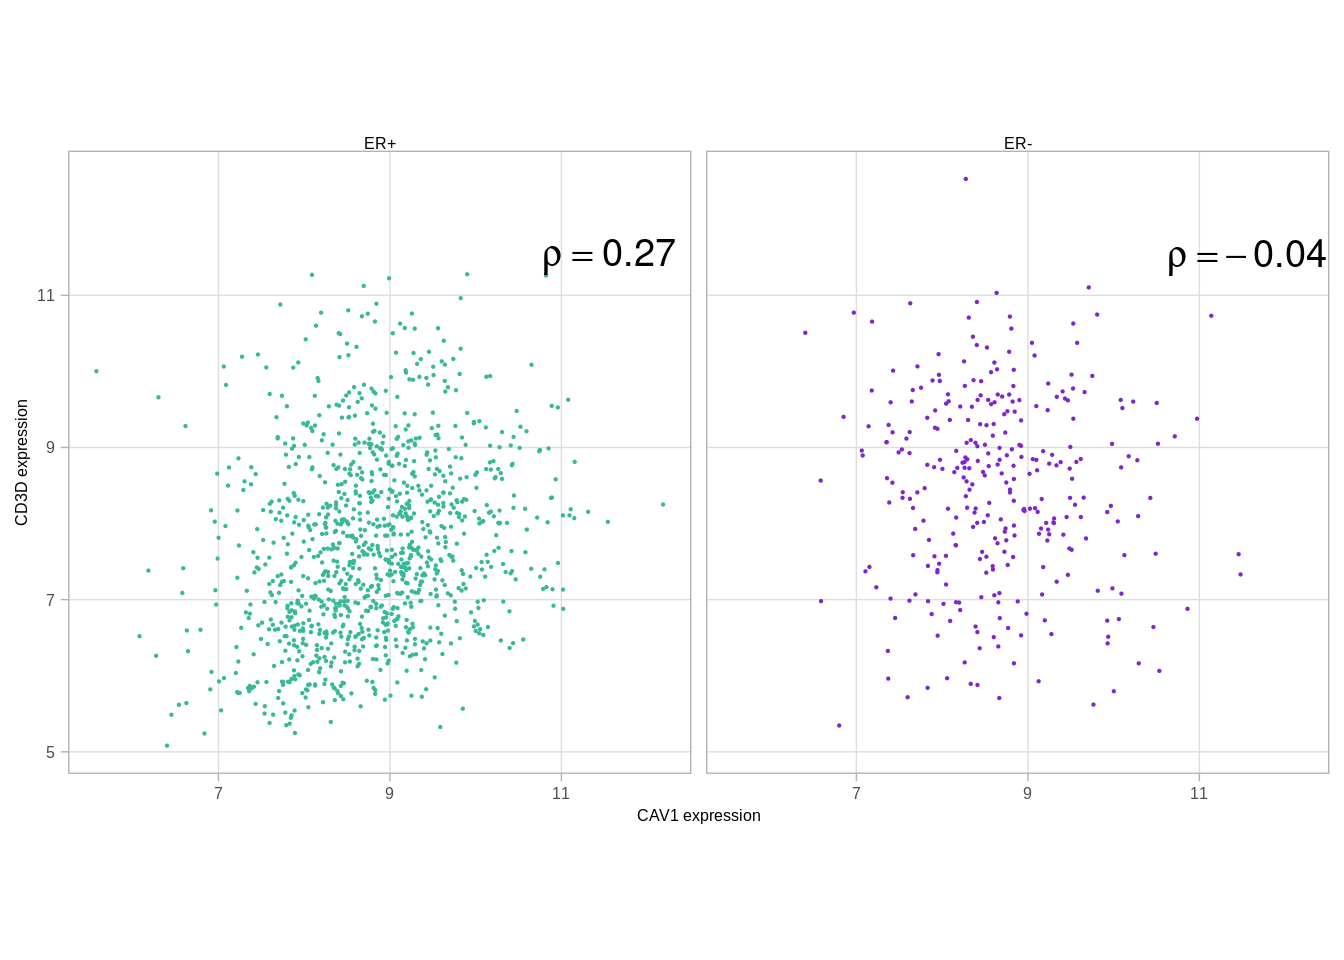 ER+
ER-
ρ = 0.27
ρ = − 0.04
11
9
7
5
CD3D expression
7 9 11
7 9 11
CAV1 expression